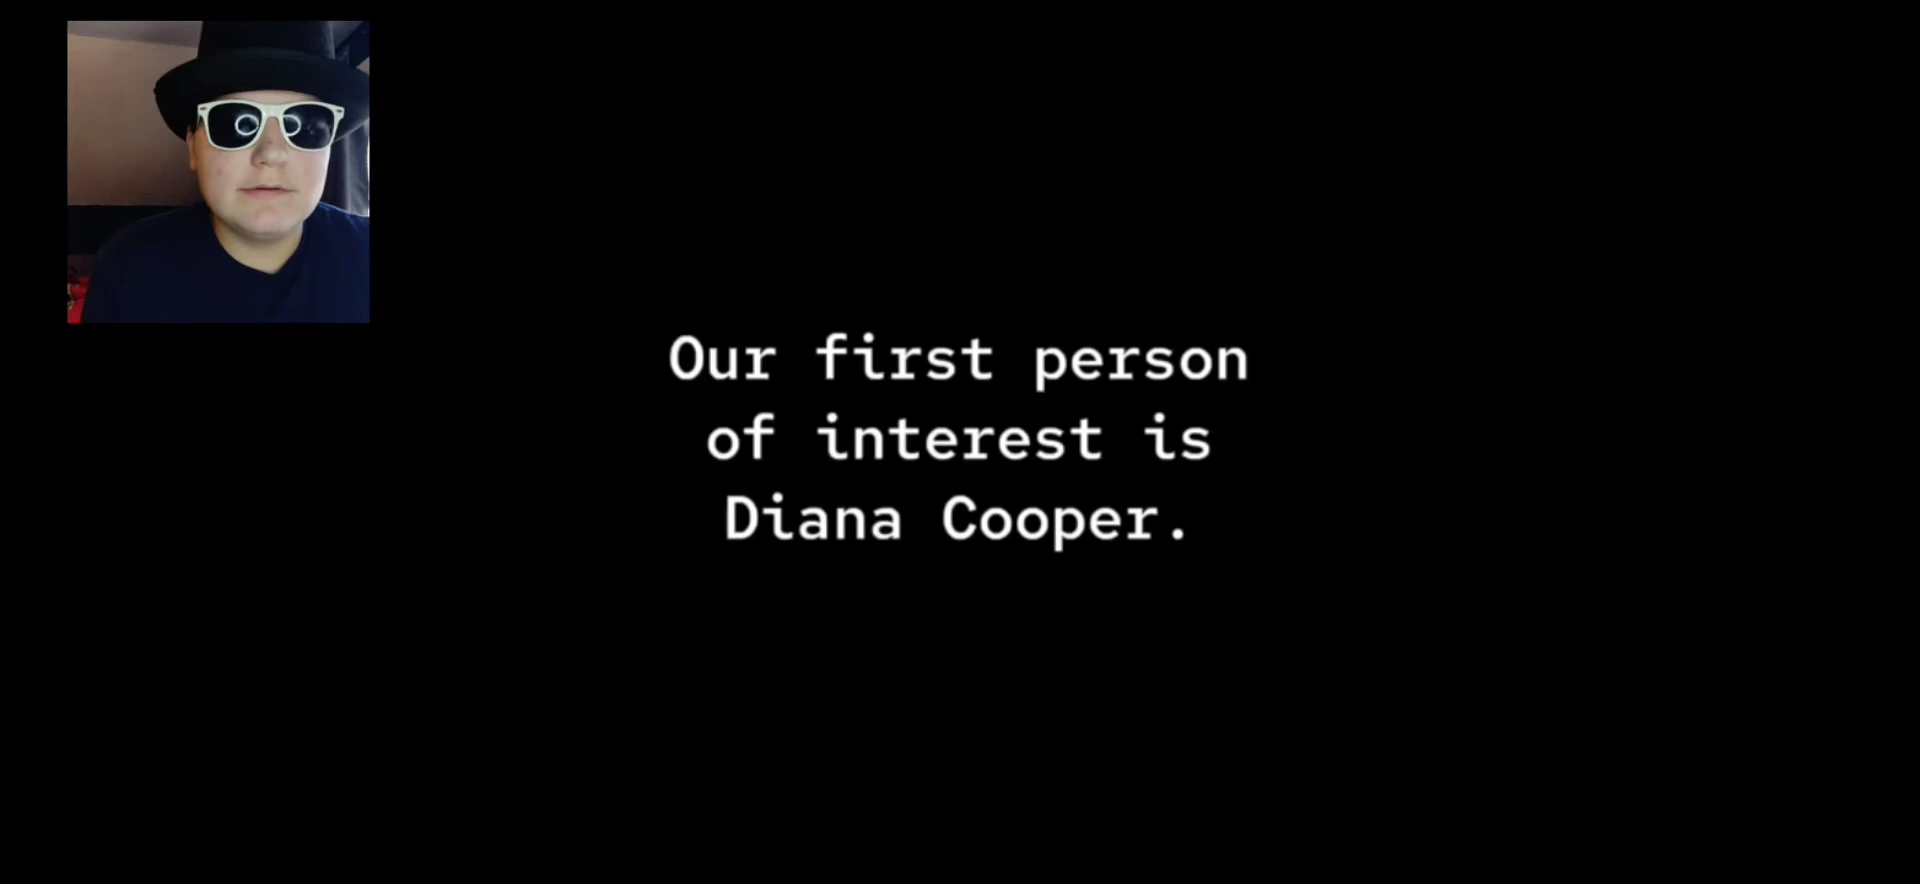 Our first person
of interest is
Diana Cooper.